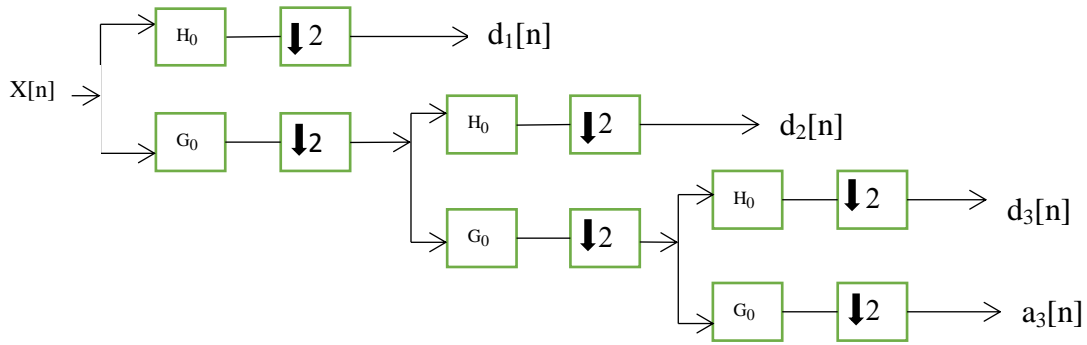 H₀ ⬇2 d₁[n]
X[n]
G₀ ⬇2 H₀ ⬇2 d₂[n]
G₀ ⬇2 H₀ ⬇2 d₃[n]
G₀ ⬇2 a₃[n]